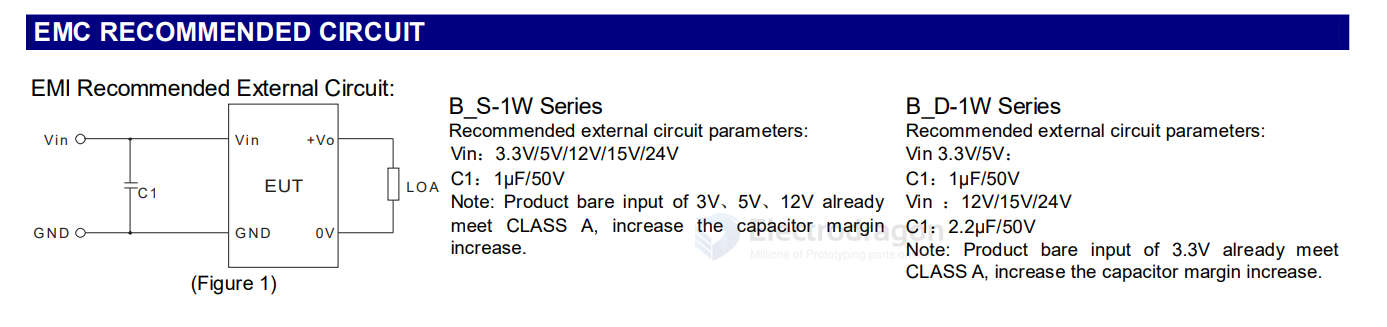 EMC RECOMMENDED CIRCUIT
EMI Recommended External Circuit:
Vin
Vin
+Vo
C1
EUT
LOA
GND
GND
0V
(Figure 1)
B_S-1W Series
Recommended external circuit parameters:
Vin：3.3V/5V/12V/15V/24V
C1：1µF/50V
Note: Product bare input of 3V、5V、12V already
meet CLASS A, increase the capacitor margin
increase.
B_D-1W Series
Recommended external circuit parameters:
Vin 3.3V/5V：
C1：1µF/50V
Vin ：12V/15V/24V
C1：2.2µF/50V
Note: Product bare input of 3.3V already meet
CLASS A, increase the capacitor margin increase.
Electrodragon
Millions of Prototyping parts